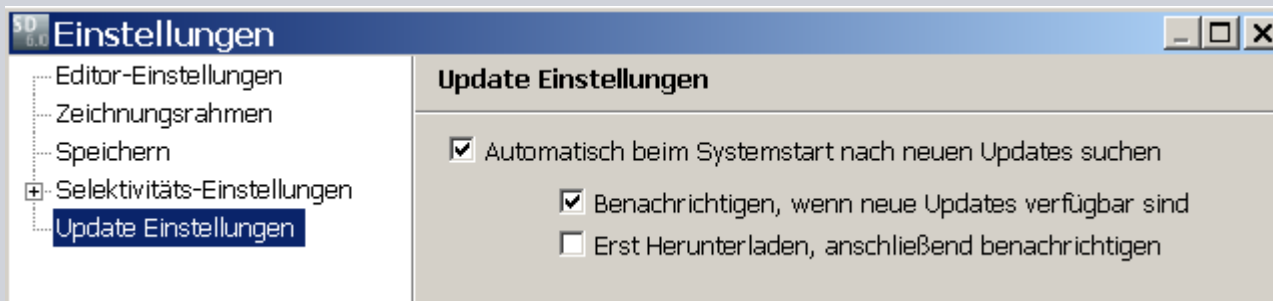 SD
6.0
Einstellungen
Editor-Einstellungen
Zeichnungsrahmen
Speichern
Selektivitäts-Einstellungen
Update Einstellungen
Update Einstellungen
Automatisch beim Systemstart nach neuen Updates suchen
Benachrichtigen, wenn neue Updates verfügbar sind
Erst Herunterladen, anschließend benachrichtigen